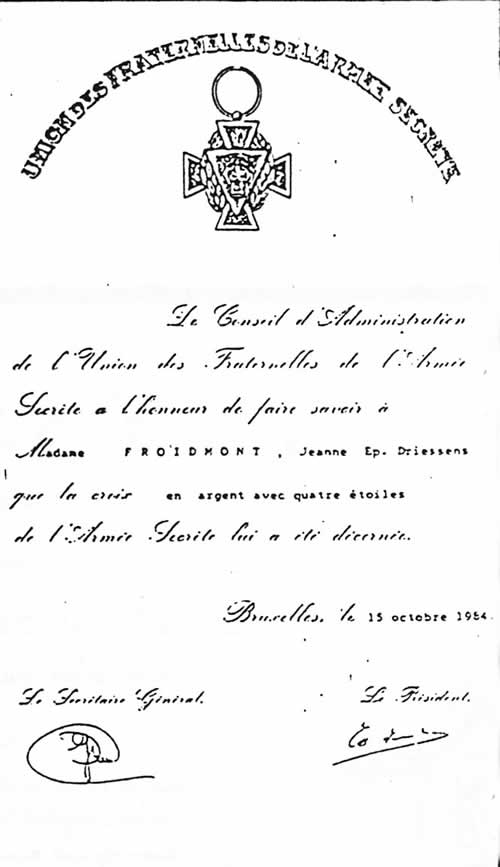 UNION DES FRATERNELLES DE L'ARMEE SECRETE
Le Conseil d'Administration
de l'Union des Fraternelles de l'Armée
Secrète a l'honneur de faire savoir à
Madame FROIDMONT, Jeanne Ep. Driessens
que la croix en argent avec quatre étoiles
de l'Armée Secrète lui a été décernée.
Bruxelles, le 15 octobre 1984.
Le Secrétaire Général.
Le Président.